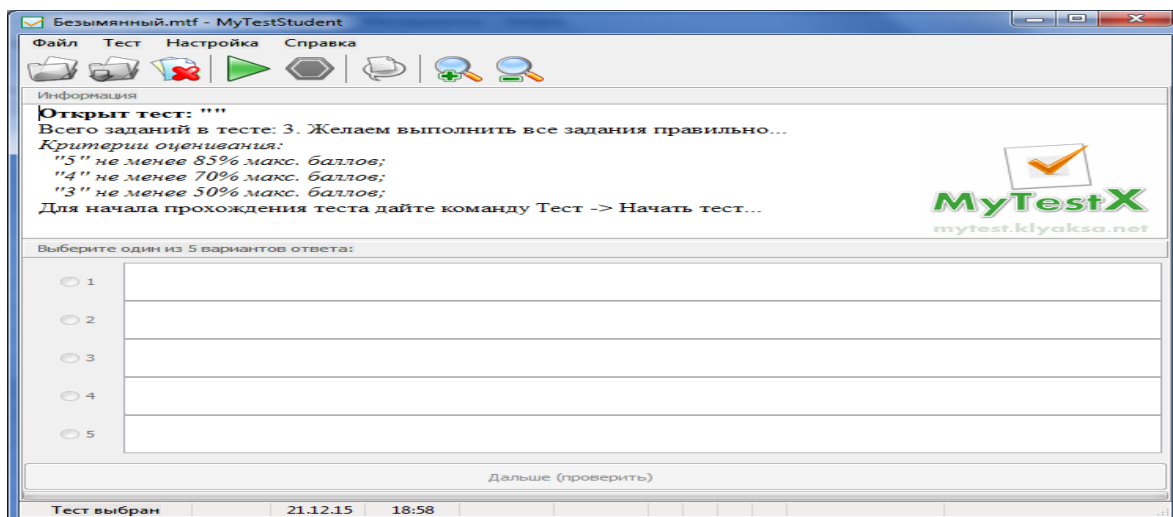 Безымянный.mtf - MyTestStudent
Файл Тест Настройка Справка
Информация
Открыт тест: ""
Всего заданий в тесте: 3. Желаем выполнить все задания правильно...
Критерии оценивания:
"5" не менее 85% макс. баллов;
"4" не менее 70% макс. баллов;
"3" не менее 50% макс. баллов;
Для начала прохождения теста дайте команду Тест -> Начать тест...
MyTestX
mytest.klyaksa.net
Выберите один из 5 вариантов ответа:
1
2
3
4
5
Дальше (проверить)
Тест выбран 21.12.15 18:58